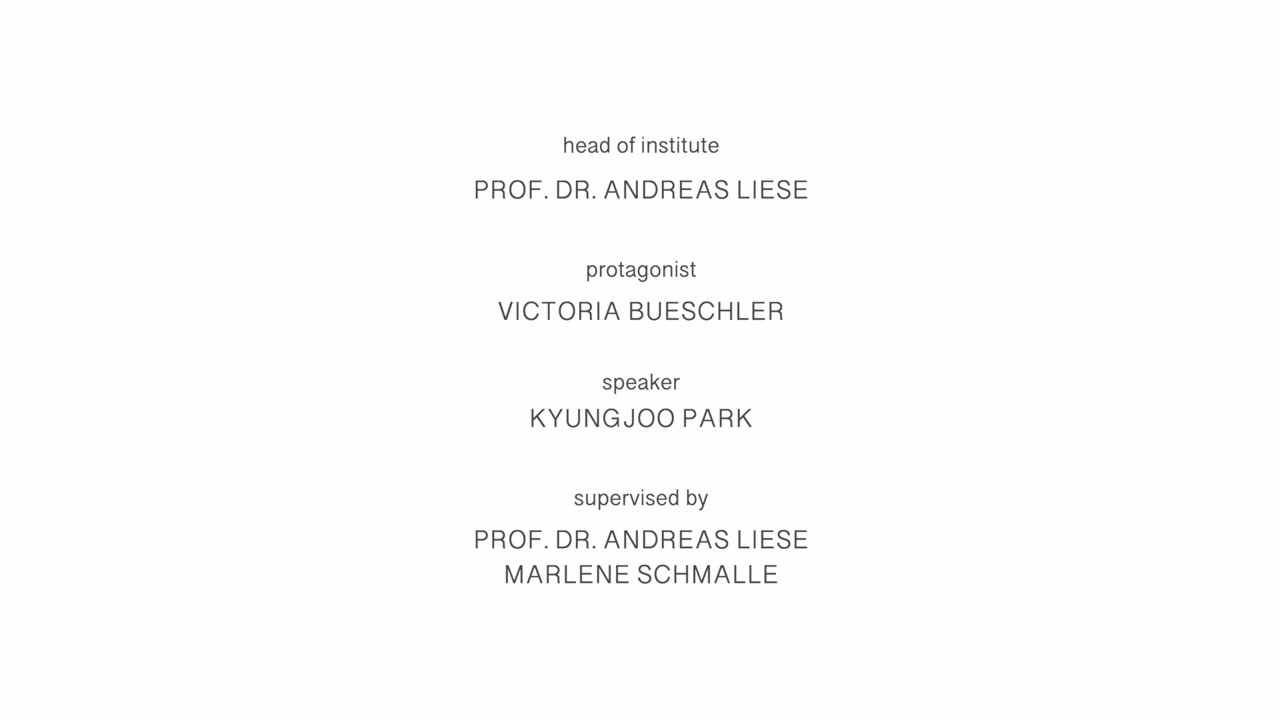 head of institute
PROF. DR. ANDREAS LIESE
protagonist
VICTORIA BUESCHLER
speaker
KYUNGJOO PARK
supervised by
PROF. DR. ANDREAS LIESE
MARLENE SCHMALLE